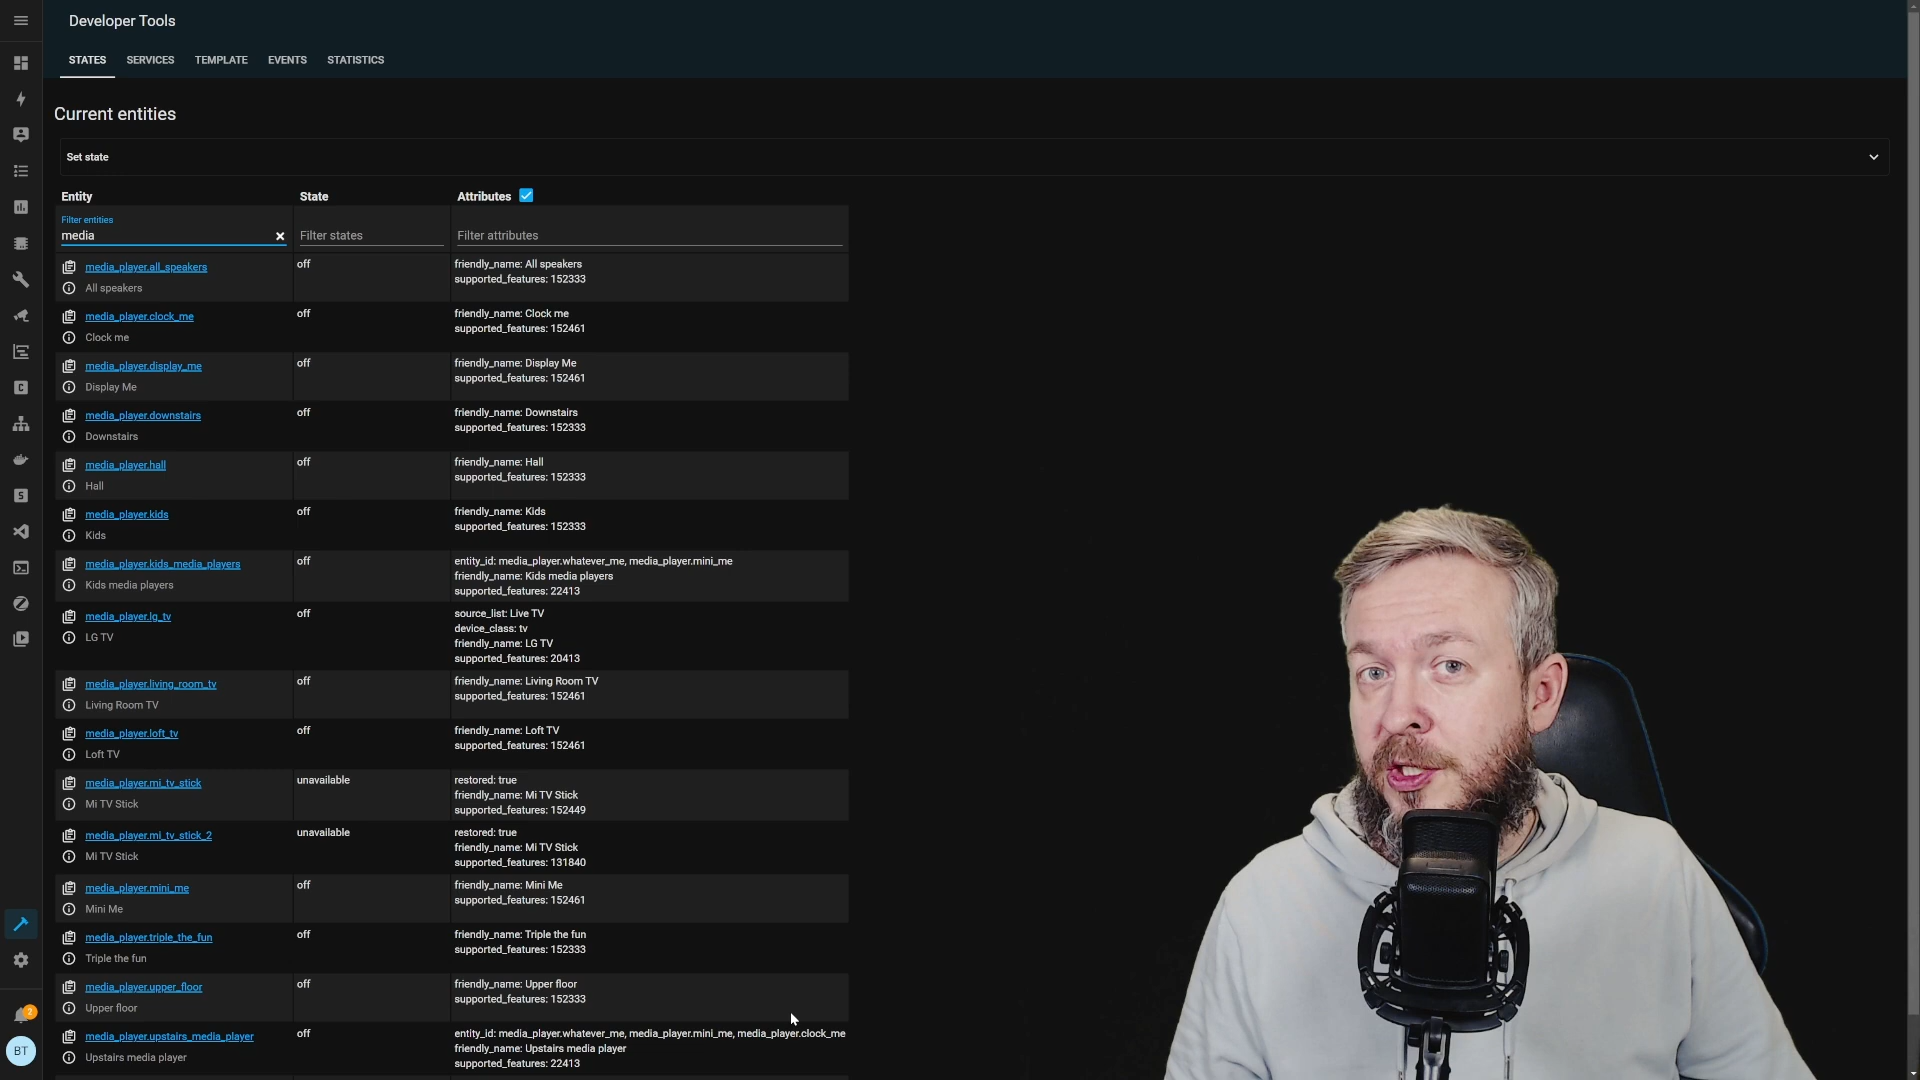 Developer Tools
STATES SERVICES TEMPLATE EVENTS STATISTICS
Current entities
Set state
Entity State Attributes
Filter entities
media Filter states Filter attributes
media_player.all_speakers off friendly_name: All speakers
supported_features: 152333
All speakers
media_player.clock_me off friendly_name: Clock me
supported_features: 152461
Clock me
media_player.display_me off friendly_name: Display Me
supported_features: 152461
Display Me
media_player.downstairs off friendly_name: Downstairs
supported_features: 152333
Downstairs
media_player.hall off friendly_name: Hall
supported_features: 152333
Hall
media_player.kids off friendly_name: Kids
supported_features: 152333
Kids
media_player.kids_media_players off entity_id: media_player.whatever_me, media_player.mini_me
friendly_name: Kids media players
Kids media players
supported_features: 22413
media_player.lg_tv off source_list: Live TV
device_class: tv
LG TV
friendly_name: LG TV
supported_features: 20413
media_player.living_room_tv off friendly_name: Living Room TV
supported_features: 152461
Living Room TV
media_player.loft_tv off friendly_name: Loft TV
supported_features: 152461
Loft TV
media_player.mi_tv_stick unavailable restored: true
friendly_name: Mi TV Stick
Mi TV Stick
supported_features: 152449
media_player.mi_tv_stick_2 unavailable restored: true
friendly_name: Mi TV Stick
Mi TV Stick
supported_features: 131840
media_player.mini_me off friendly_name: Mini Me
supported_features: 152461
Mini Me
media_player.triple_the_fun off friendly_name: Triple the fun
supported_features: 152333
Triple the fun
media_player.upper_floor off friendly_name: Upper floor
supported_features: 152333
Upper floor
media_player.upstairs_media_player off entity_id: media_player.whatever_me, media_player.mini_me, media_player.clock_me
friendly_name: Upstairs media player
Upstairs media player
supported_features: 22413
2
BT